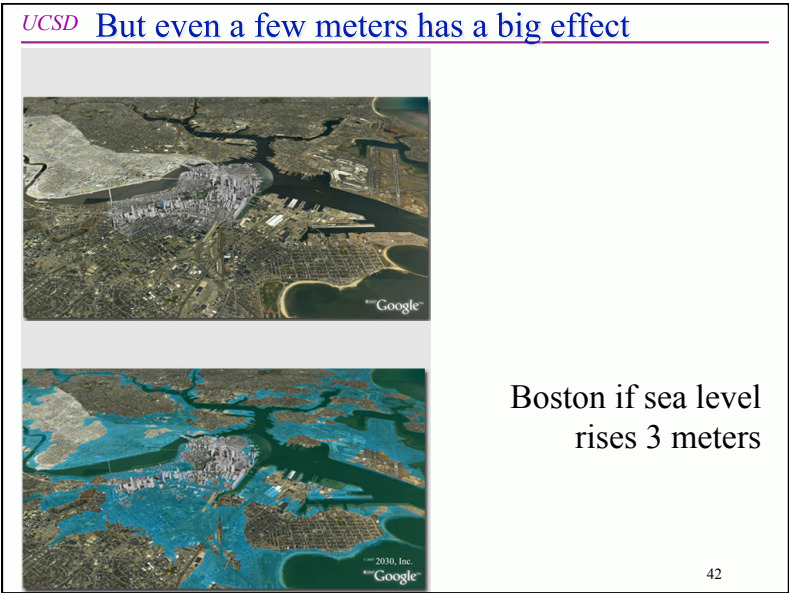 UCSD But even a few meters has a big effect
Google
Boston if sea level
rises 3 meters
2030, Inc.
Google
42